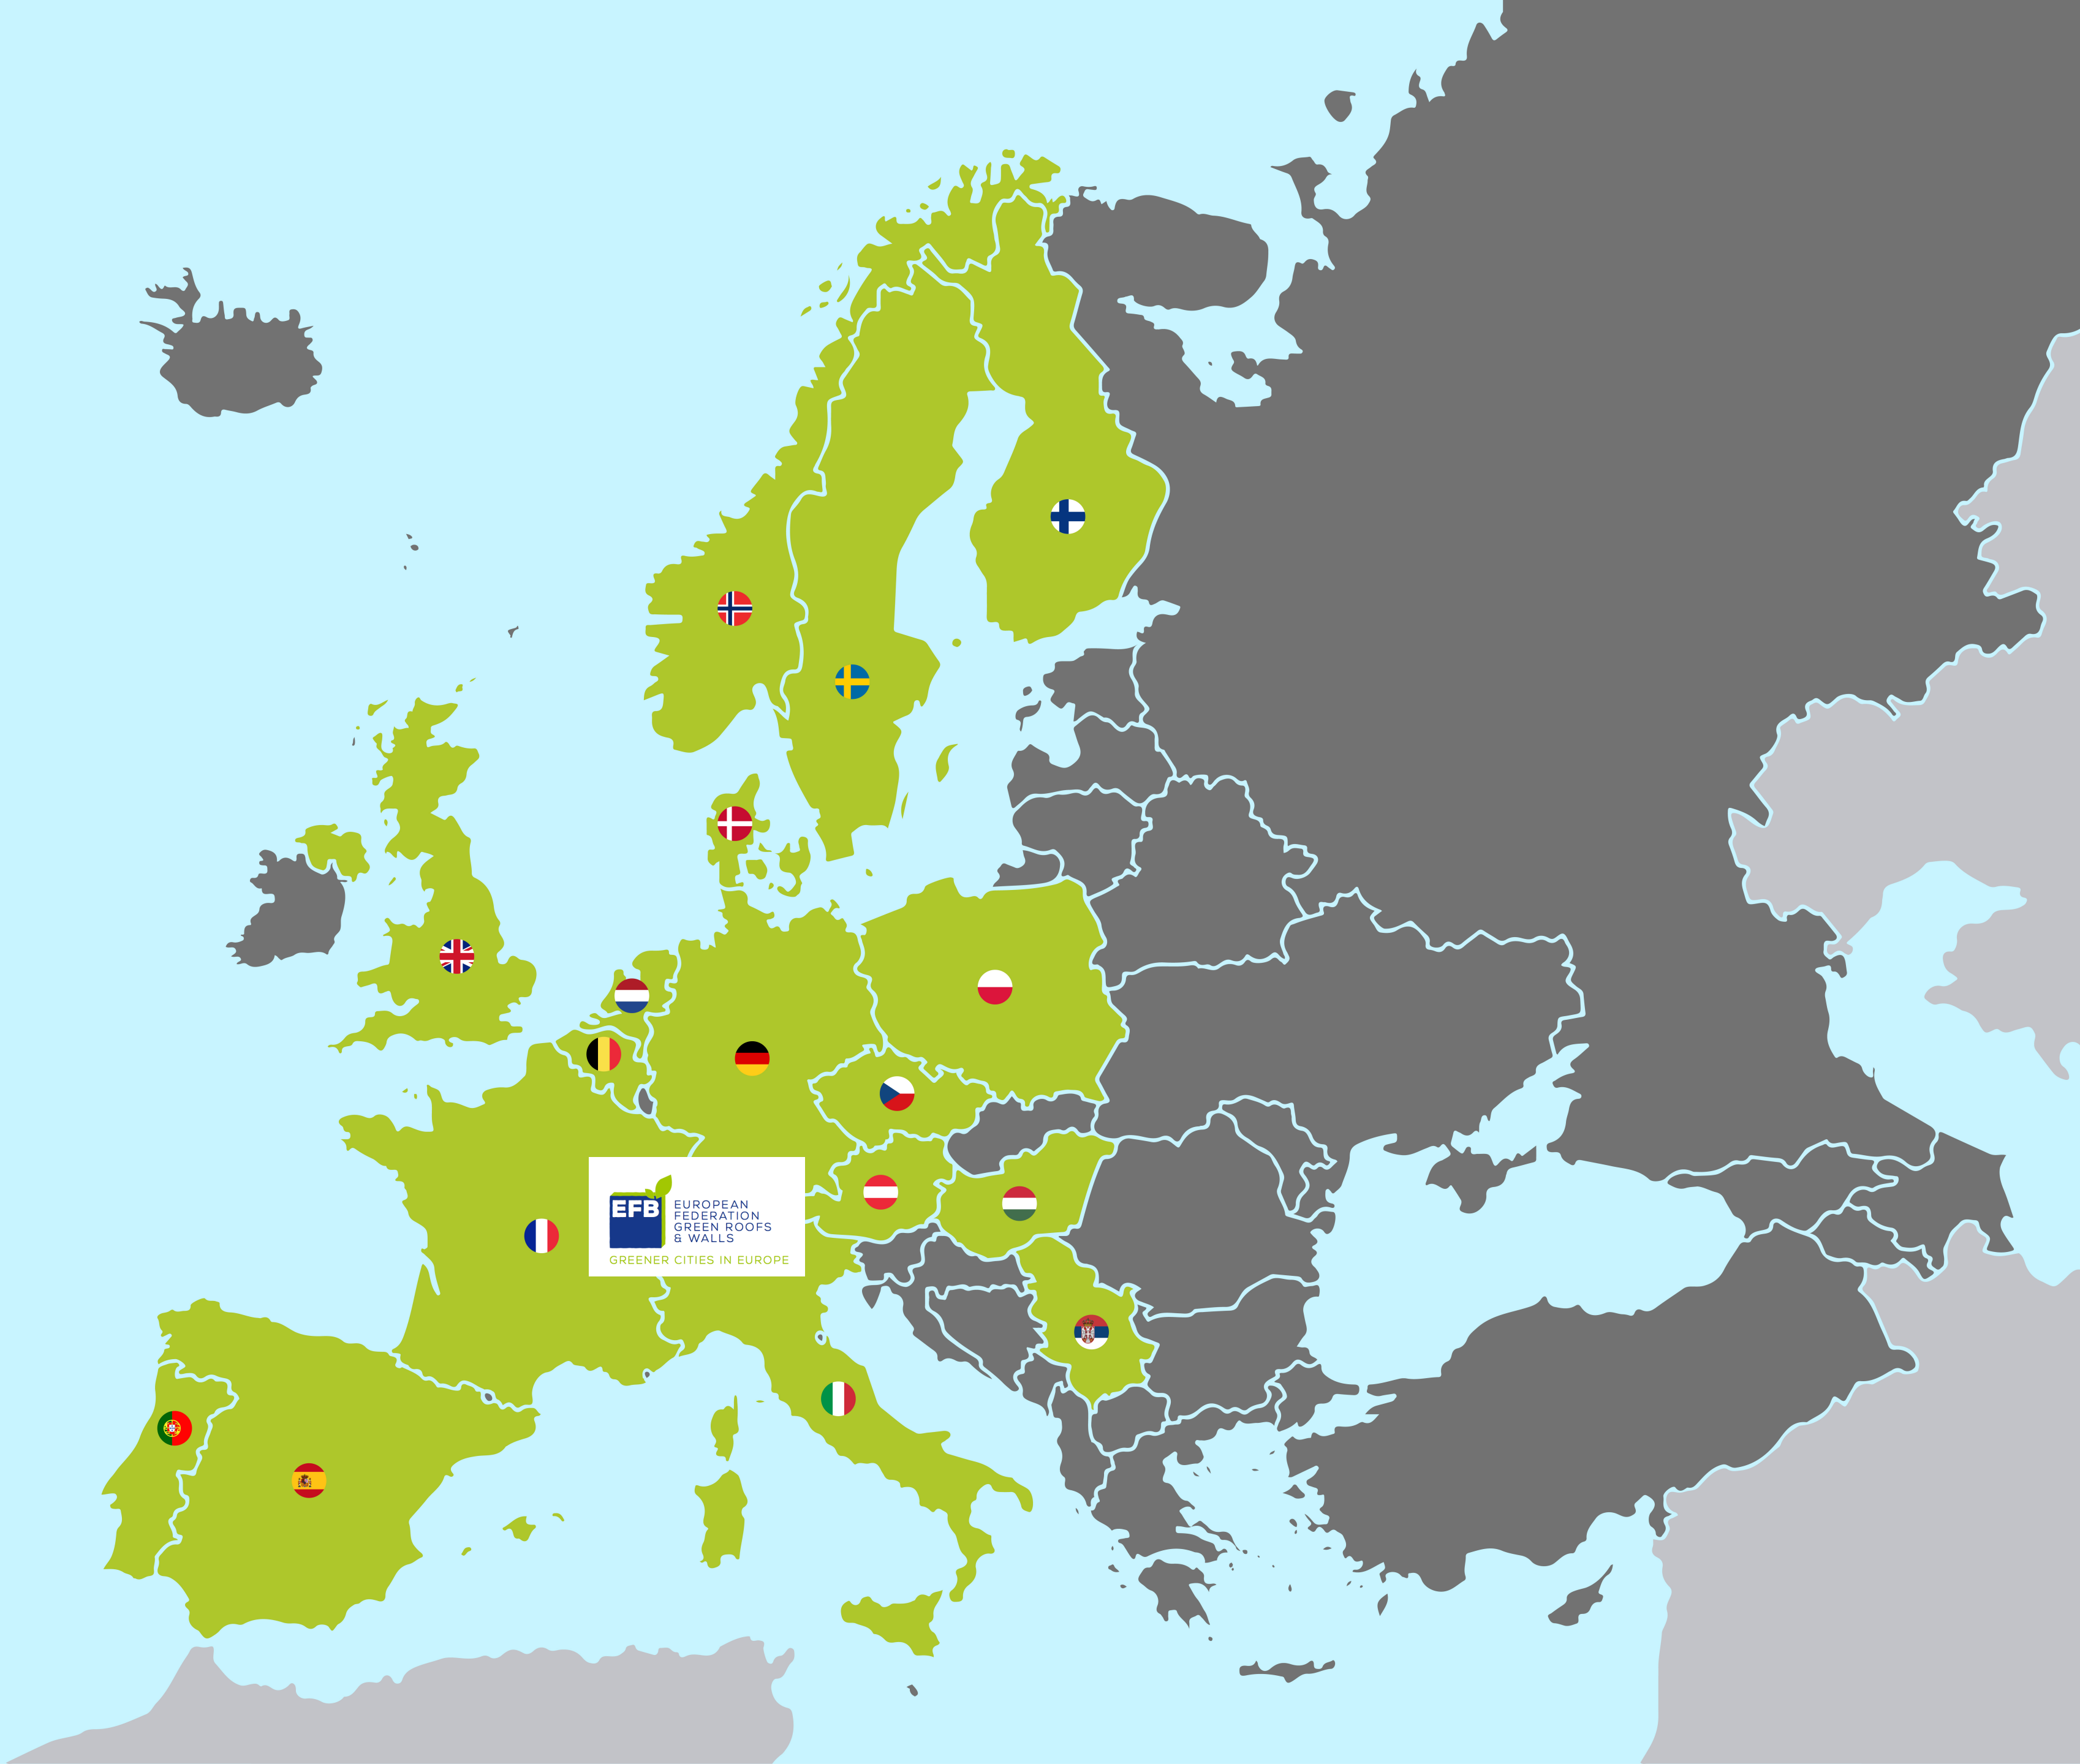 EFB
EUROPEAN
FEDERATION
GREEN ROOFS
& WALLS
GREENER CITIES IN EUROPE